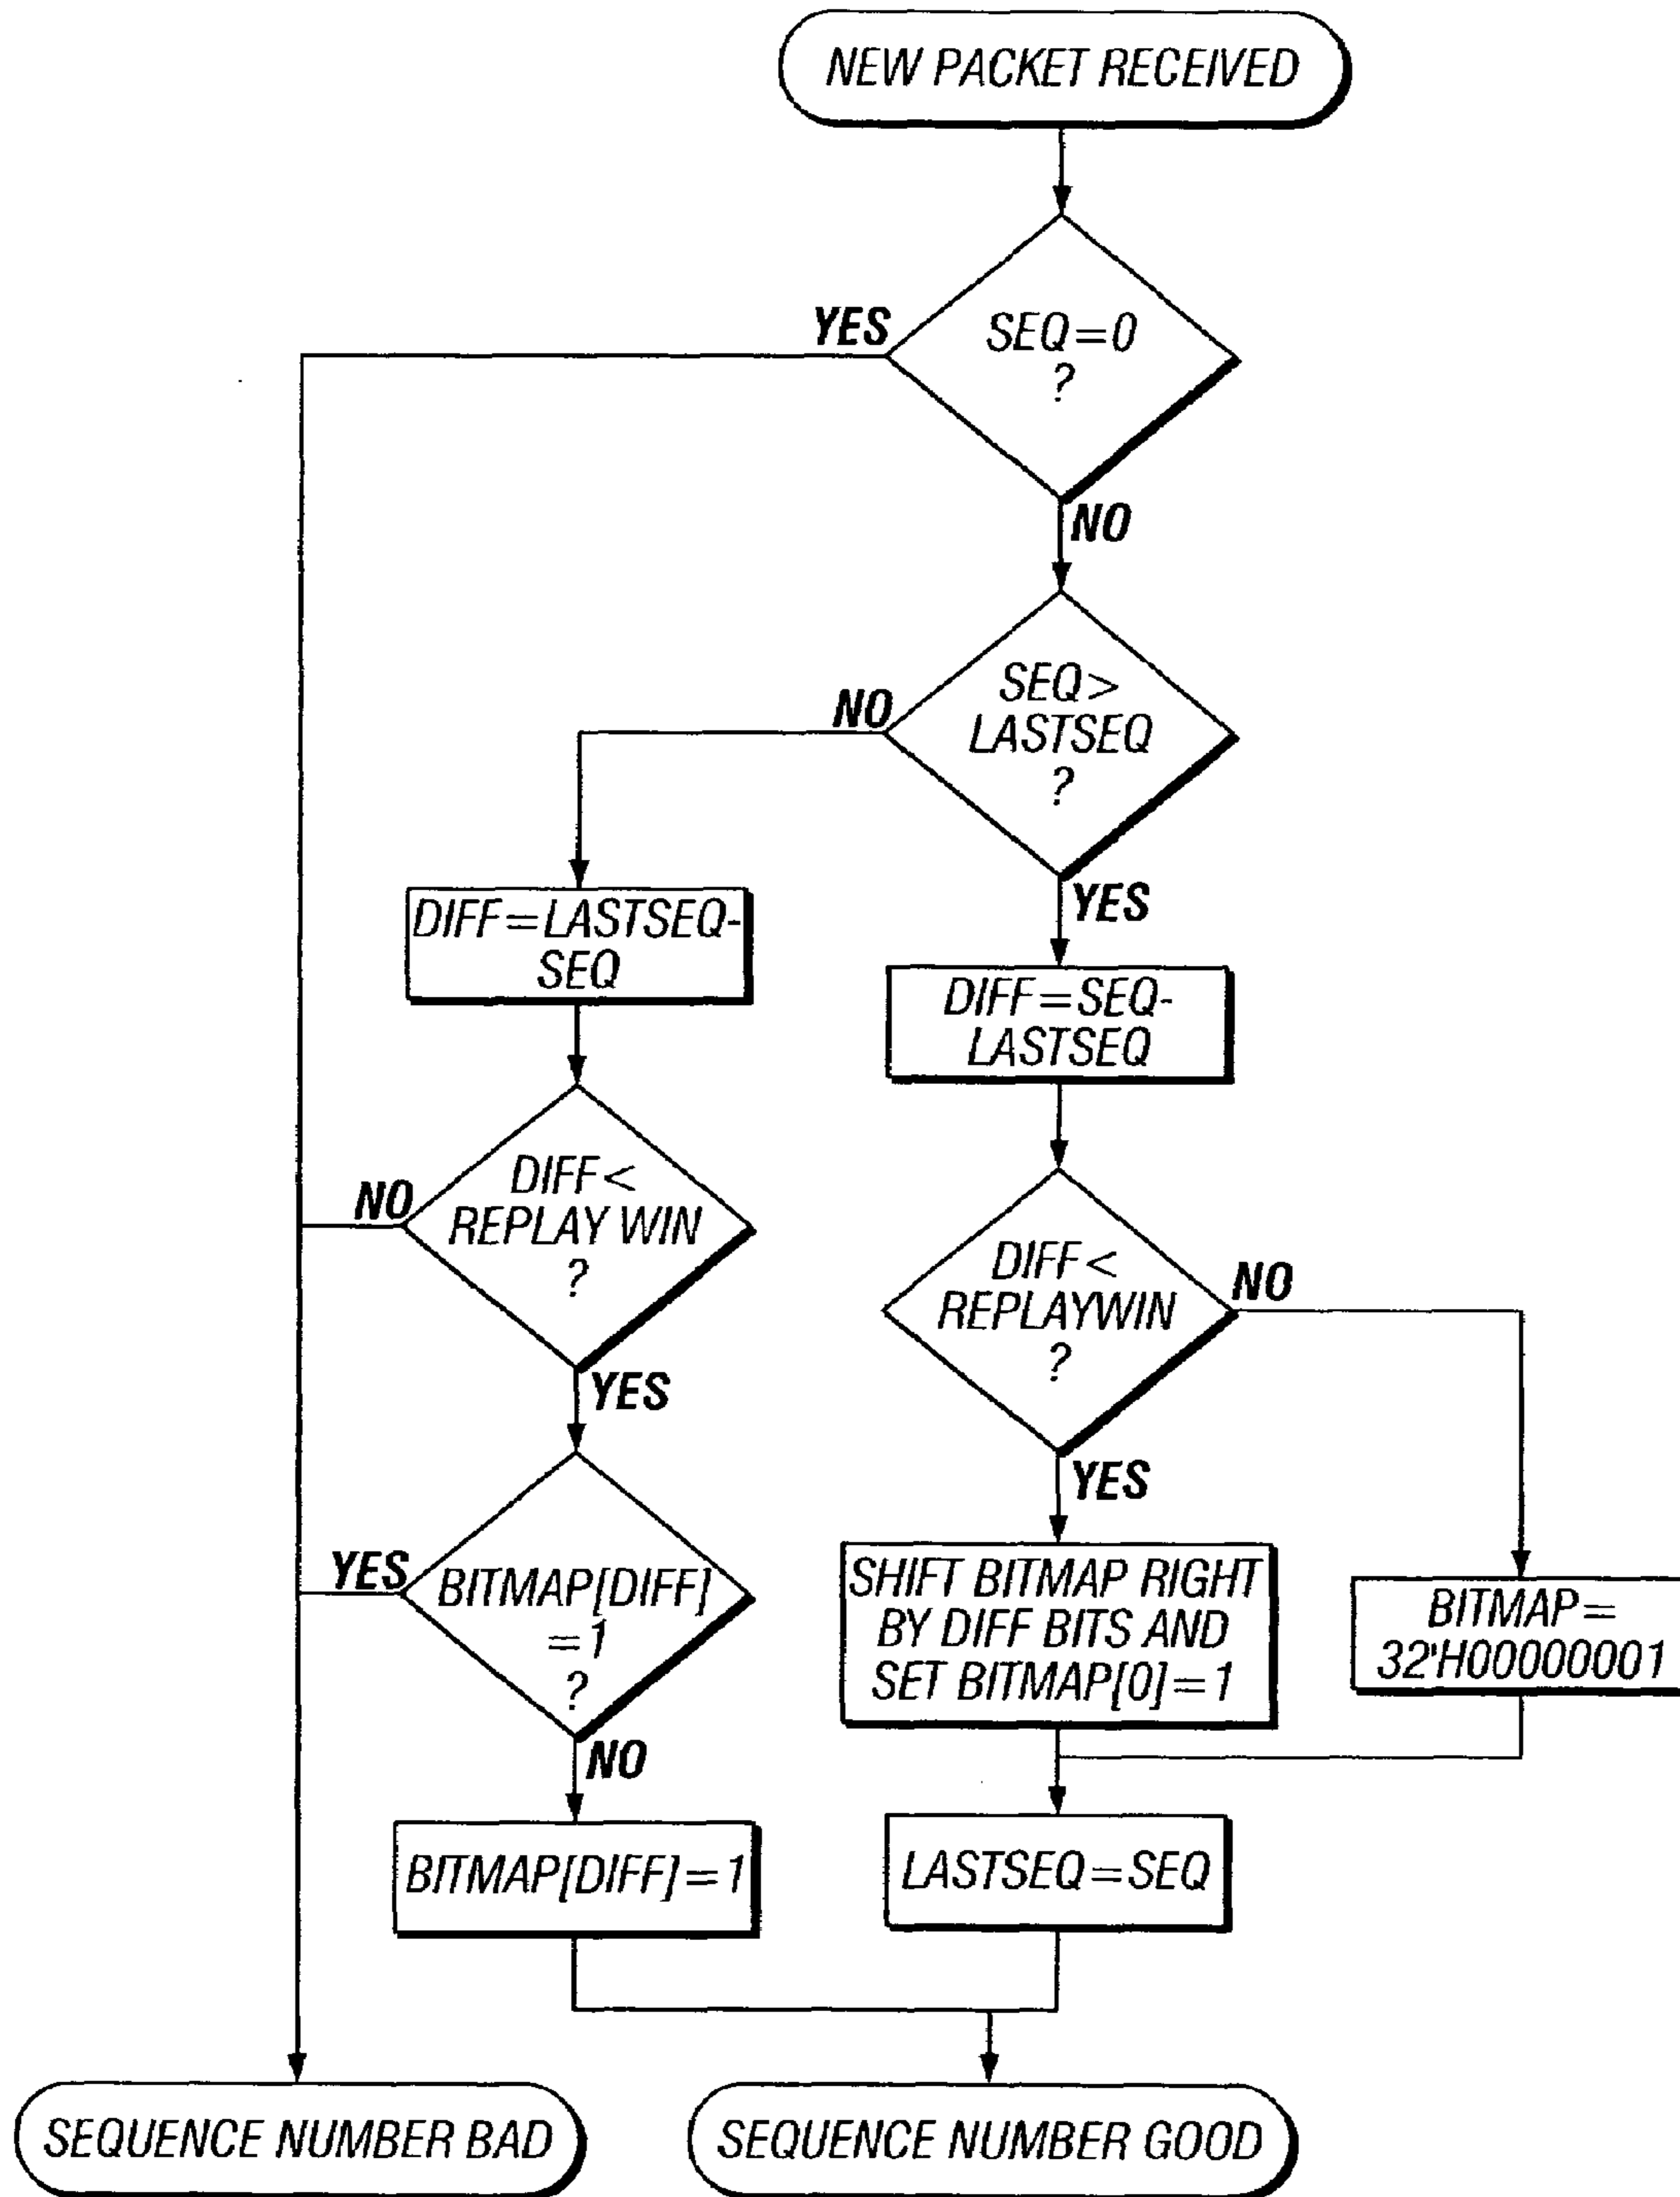 NEW PACKET RECEIVED
SEQ=0
?
YES
NO
SEQ>
LASTSEQ
?
NO
YES
DIFF=LASTSEQ-
SEQ
DIFF=SEQ-
LASTSEQ
DIFF<
REPLAY WIN
?
NO
YES
DIFF<
REPLAYWIN
?
NO
YES
BITMAP[DIFF]
=1
?
YES
NO
SHIFT BITMAP RIGHT
BY DIFF BITS AND
SET BITMAP[0]=1
BITMAP=
32'H00000001
BITMAP[DIFF]=1
LASTSEQ=SEQ
SEQUENCE NUMBER BAD
SEQUENCE NUMBER GOOD